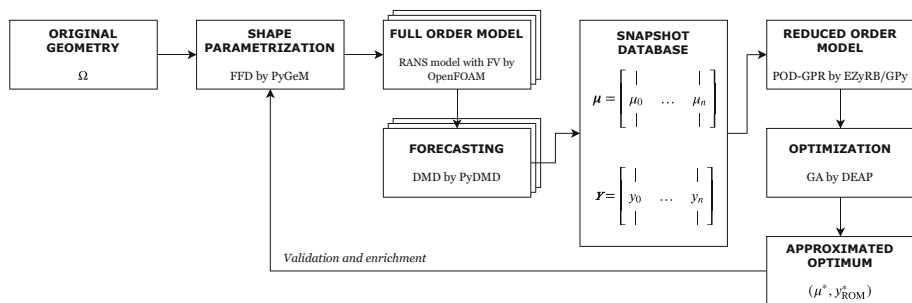 ORIGINAL
GEOMETRY
Ω
SHAPE
PARAMETRIZATION
FFD by PyGeM
FULL ORDER MODEL
RANS model with FV by
OpenFOAM
FORECASTING
DMD by PyDMD
SNAPSHOT
DATABASE
μ = [ μ₀ … μₙ ]
Y = [ y₀ … yₙ ]
REDUCED ORDER
MODEL
POD-GPR by EZyRB/GPy
OPTIMIZATION
GA by DEAP
APPROXIMATED
OPTIMUM
(μ*, y*ROM)
Validation and enrichment